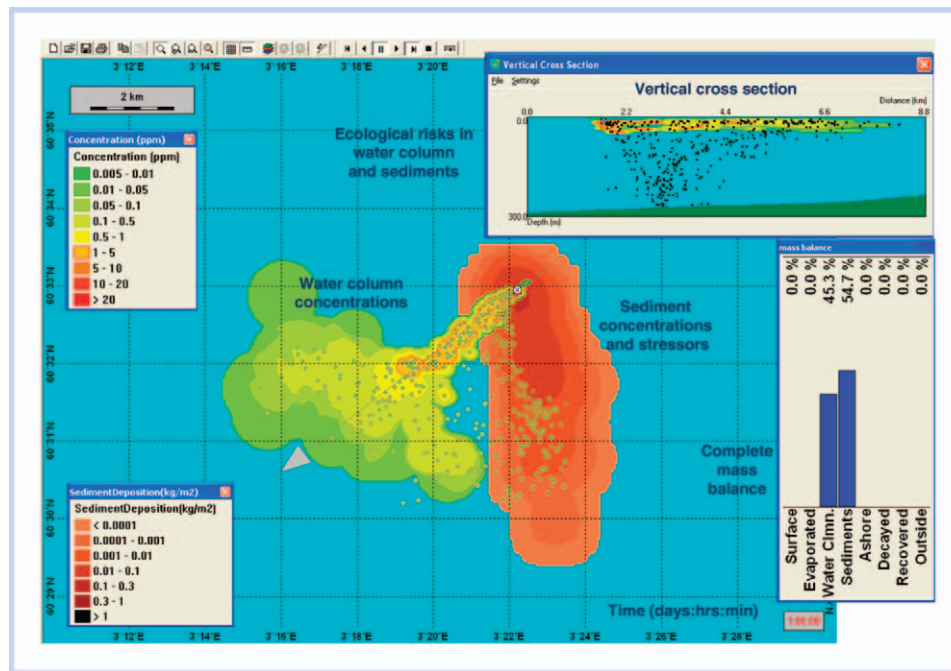 3°12'E 3°14'E 3°16'E 3°18'E 3°20'E
2 km
60°35'N
60°34'N
60°33'N
60°32'N
60°31'N
60°30'N
60°29'N
Concentration (ppm)
Concentration (ppm)
0.005 - 0.01
0.01 - 0.05
0.05 - 0.1
0.1 - 0.5
0.5 - 1
1 - 5
5 - 10
10 - 20
> 20
Ecological risks in
water column
and sediments
Vertical Cross Section
File Settings
Vertical cross section
Distance (km)
0.0 2.2 4.4 6.6 8.8
0.0
300.0
Depth (m)
Water column
concentrations
Sediment
concentrations
and stressors
Complete
mass
balance
mass balance
0.0 %
0.0 %
45.3 %
54.7 %
0.0 %
0.0 %
0.0 %
0.0 %
Surface
Evaporated
Water Clmn.
Sediments
Ashore
Decayed
Recovered
Outside
SedimentDeposition(kg/m2)
SedimentDeposition(kg/m2)
< 0.0001
0.0001 - 0.001
0.001 - 0.01
0.01 - 0.1
0.1 - 0.3
0.3 - 1
> 1
Time (days:hrs:min)
3°12'E 3°14'E 3°16'E 3°18'E 3°20'E 3°22'E 3°24'E 3°26'E 3°28'E